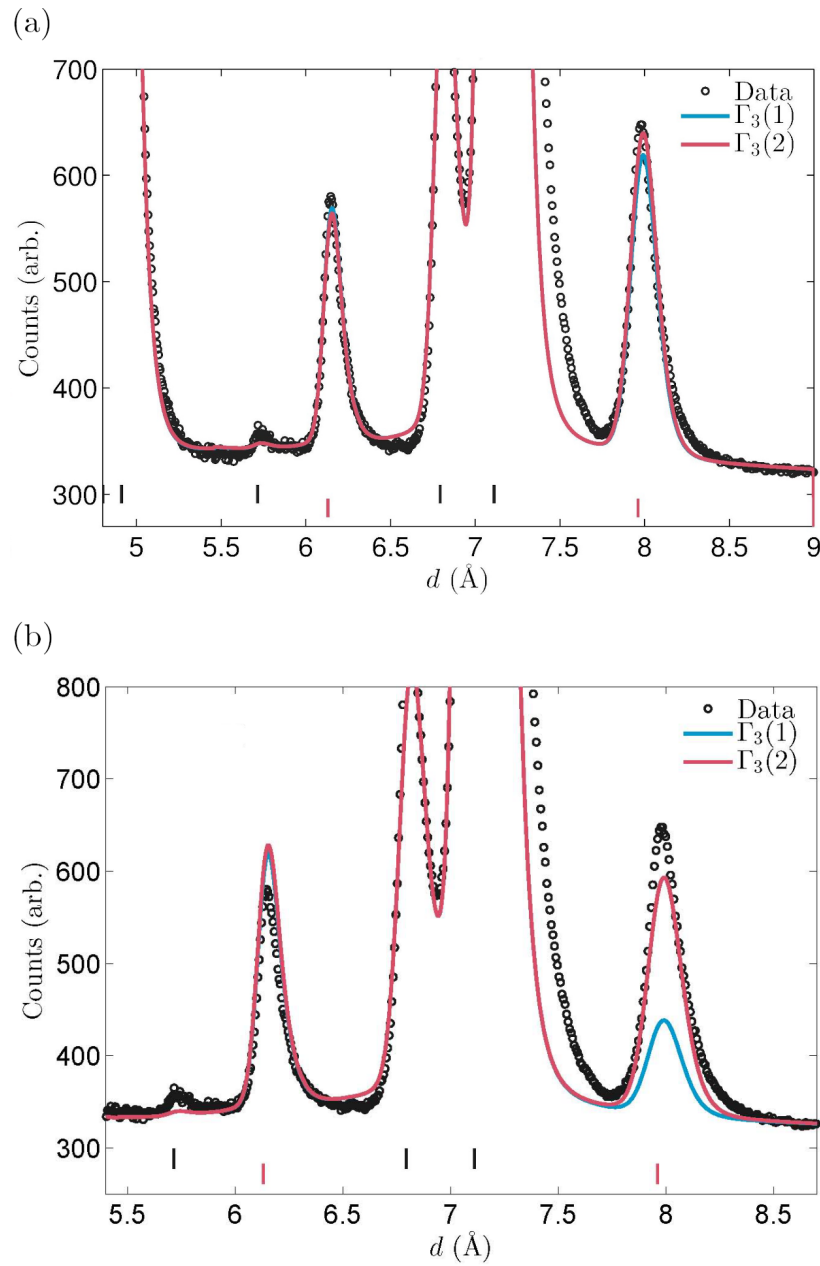 (a)
700
600
500
400
300
Counts (arb.)
Data
Γ₃(1)
Γ₃(2)
5 5.5 6 6.5 7 7.5 8 8.5 9
d (Å)
(b)
800
700
600
500
400
300
Counts (arb.)
Data
Γ₃(1)
Γ₃(2)
5.5 6 6.5 7 7.5 8 8.5
d (Å)